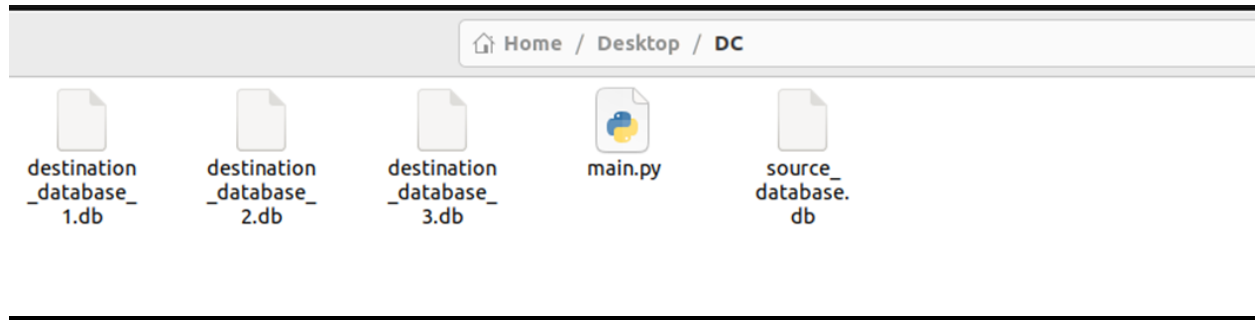 Home / Desktop / DC
destination
_database_
1.db
destination
_database_
2.db
destination
_database_
3.db
main.py
source_
database.
db